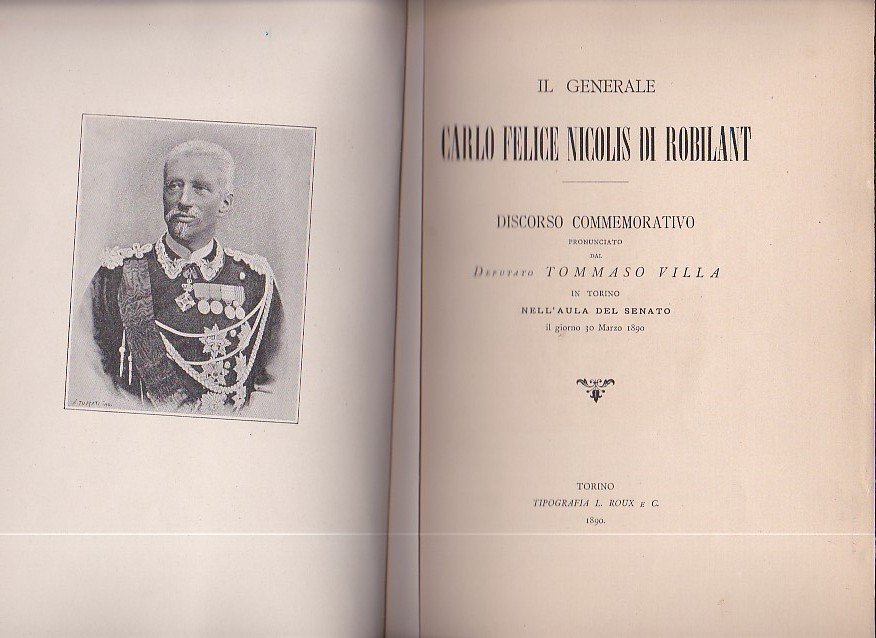 IL GENERALE
CARLO FELICE NICOLIS DI ROBILANT
DISCORSO COMMEMORATIVO
PRONUNCIATO
DAL
DEPUTATO TOMMASO VILLA
IN TORINO
NELL'AULA DEL SENATO
il giorno 30 Marzo 1890
TORINO
TIPOGRAFIA L. ROUX E C.
1890.